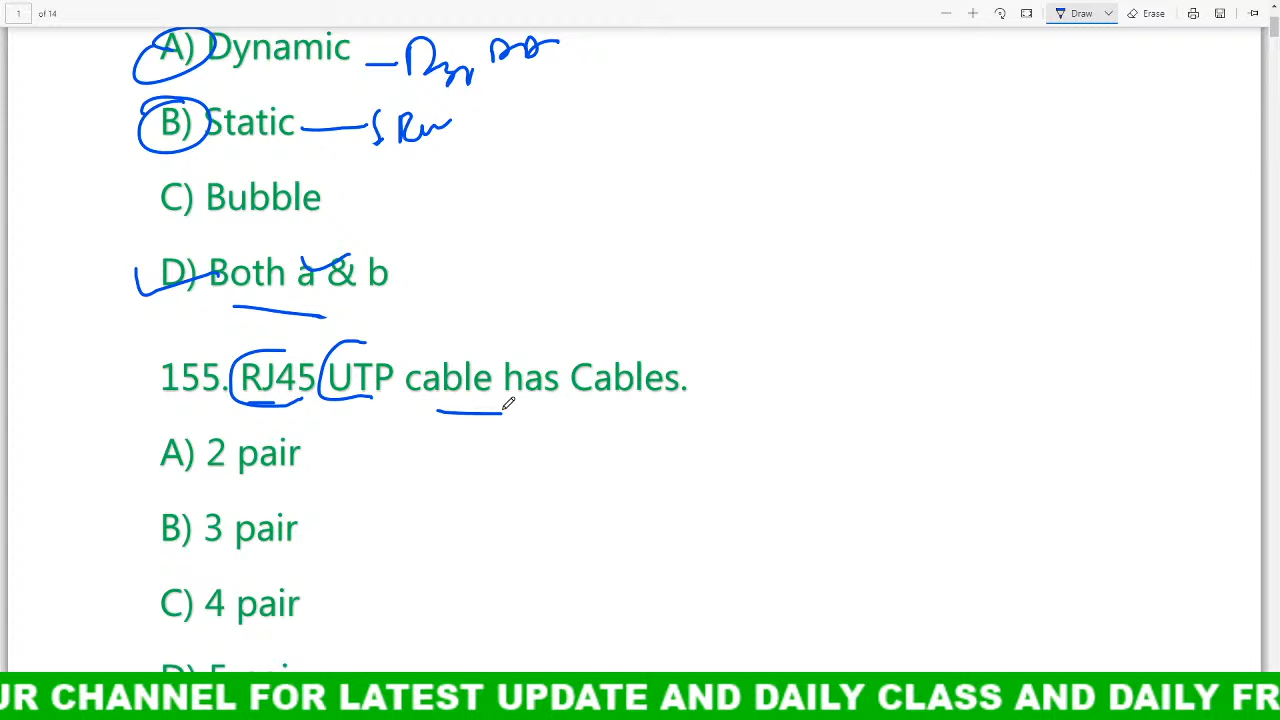 1 of 14 Draw Erase
A) Dynamic
B) Static
C) Bubble
D) Both a & b
155. RJ45 UTP cable has Cables.
A) 2 pair
B) 3 pair
C) 4 pair
UR CHANNEL FOR LATEST UPDATE AND DAILY CLASS AND DAILY FR